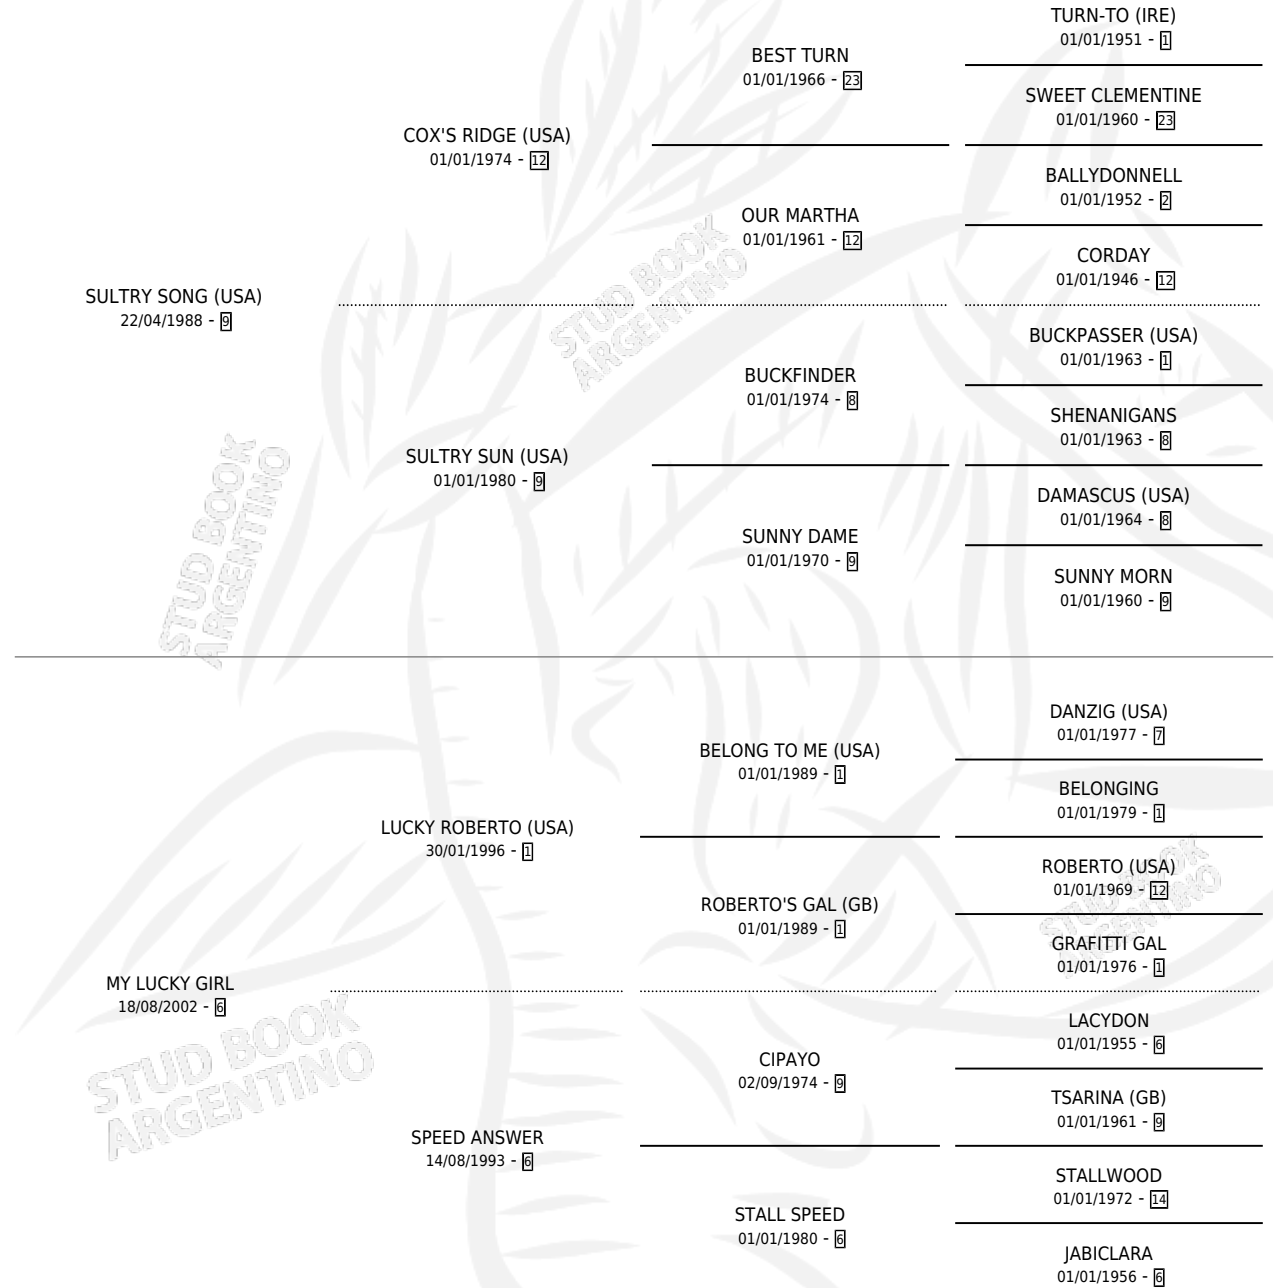 TURN-TO (IRE)
01/01/1951 - 1
BEST TURN
01/01/1966 - 23
SWEET CLEMENTINE
01/01/1960 - 23
COX'S RIDGE (USA)
01/01/1974 - 12
BALLYDONNELL
01/01/1952 - 2
OUR MARTHA
01/01/1961 - 12
CORDAY
01/01/1946 - 12
SULTRY SONG (USA)
22/04/1988 - 9
STUD BOOK
ARGENTINO
BUCKPASSER (USA)
01/01/1963 - 1
BUCKFINDER
01/01/1974 - 8
SHENANIGANS
01/01/1963 - 8
SULTRY SUN (USA)
01/01/1980 - 9
DAMASCUS (USA)
01/01/1964 - 8
SUNNY DAME
01/01/1970 - 9
SUNNY MORN
01/01/1960 - 9
STUD BOOK
ARGENTINO
DANZIG (USA)
01/01/1977 - 7
BELONG TO ME (USA)
01/01/1989 - 1
BELONGING
01/01/1979 - 1
LUCKY ROBERTO (USA)
30/01/1996 - 1
ROBERTO (USA)
01/01/1969 - 12
ROBERTO'S GAL (GB)
01/01/1989 - 1
STUD BOOK
ARGENTINO
GRAFITTI GAL
01/01/1976 - 1
MY LUCKY GIRL
18/08/2002 - 6
LACYDON
01/01/1955 - 6
CIPAYO
02/09/1974 - 9
TSARINA (GB)
01/01/1961 - 9
STUD BOOK
ARGENTINO
SPEED ANSWER
14/08/1993 - 6
STALLWOOD
01/01/1972 - 14
STALL SPEED
01/01/1980 - 6
JABICLARA
01/01/1956 - 6